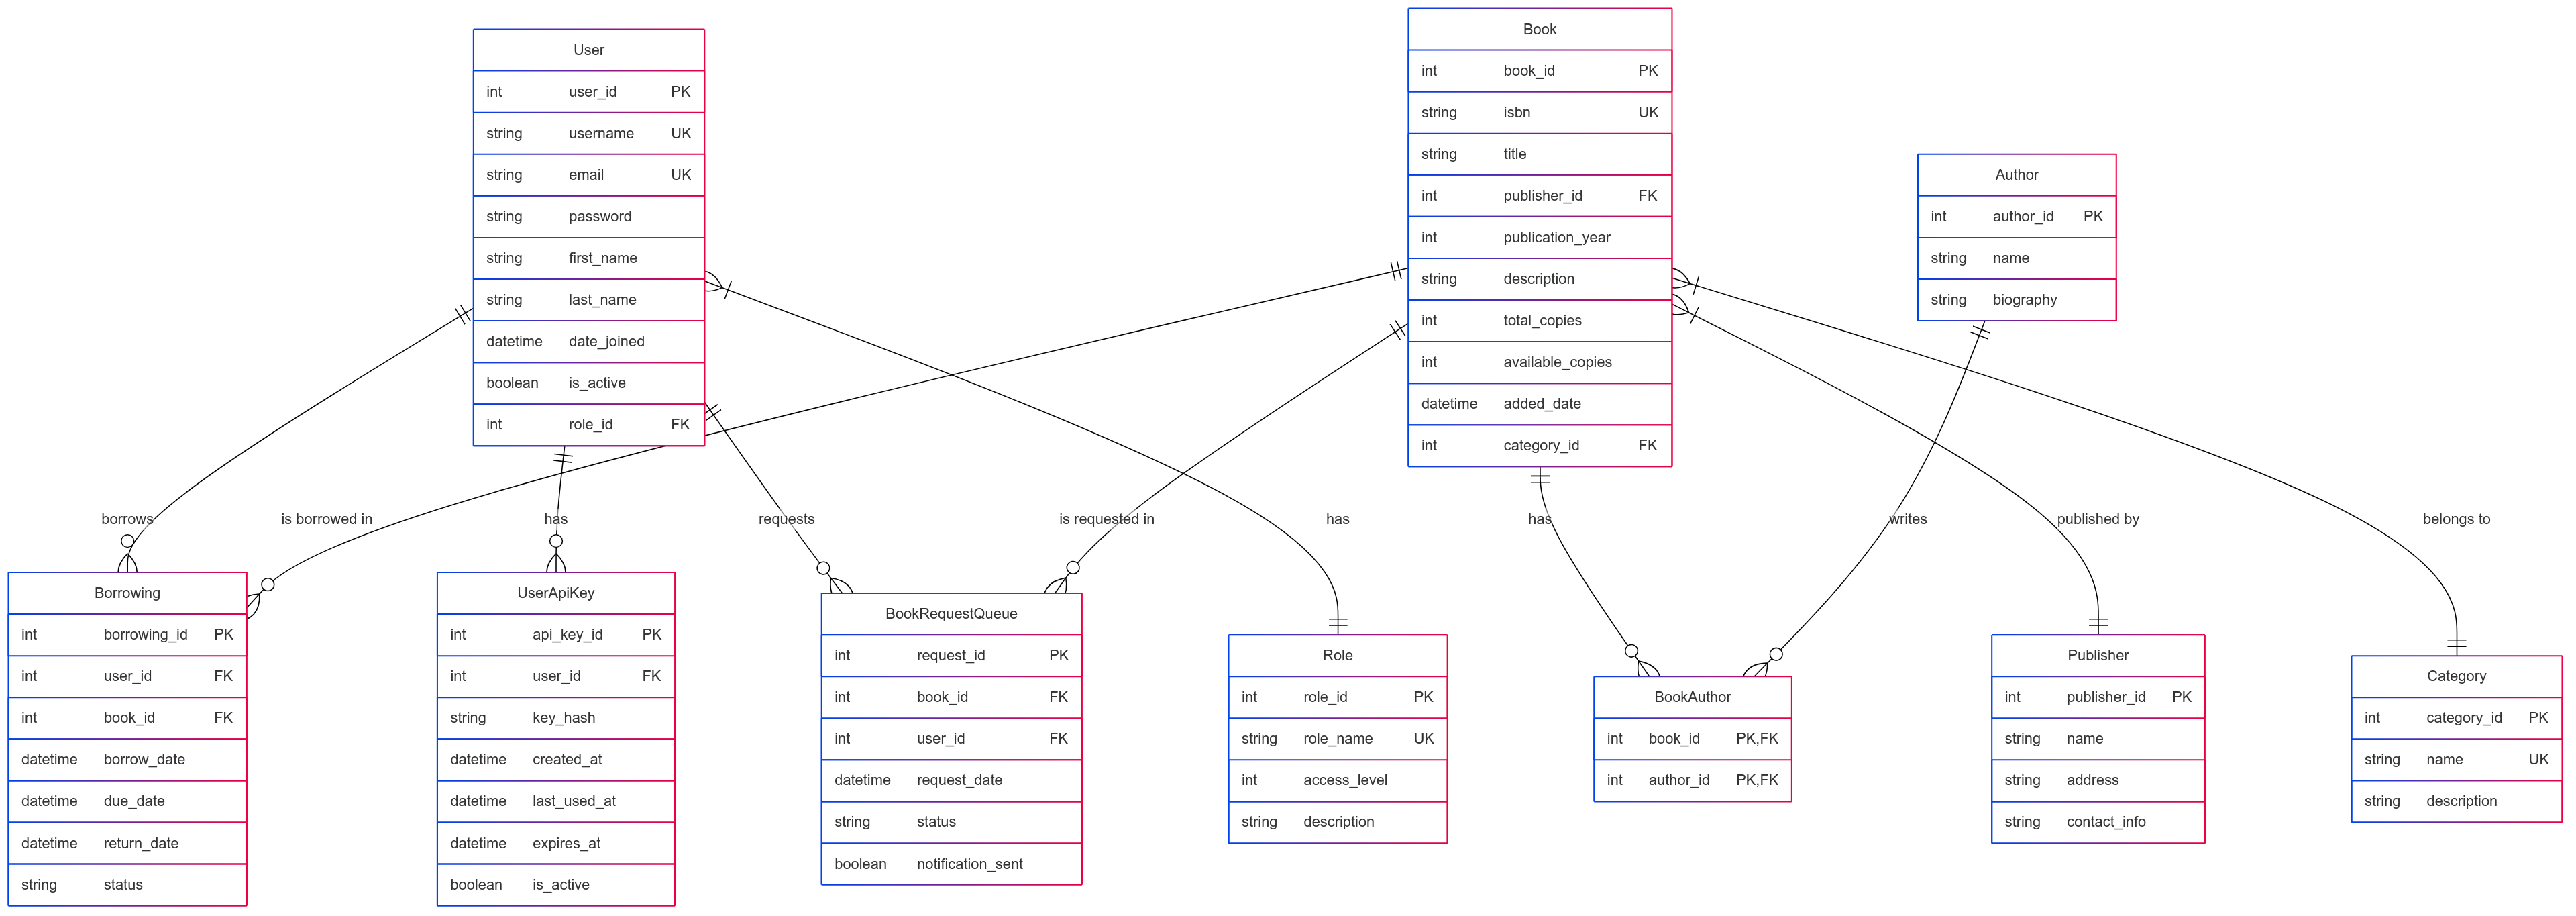 User
int user_id PK
string username UK
string email UK
string password
string first_name
string last_name
datetime date_joined
boolean is_active
int role_id FK
Book
int book_id PK
string isbn UK
string title
int publisher_id FK
int publication_year
string description
int total_copies
int available_copies
datetime added_date
int category_id FK
Author
int author_id PK
string name
string biography
borrows
is borrowed in
has
requests
is requested in
has
has
writes
published by
belongs to
Borrowing
int borrowing_id PK
int user_id FK
int book_id FK
datetime borrow_date
datetime due_date
datetime return_date
string status
UserApiKey
int api_key_id PK
int user_id FK
string key_hash
datetime created_at
datetime last_used_at
datetime expires_at
boolean is_active
BookRequestQueue
int request_id PK
int book_id FK
int user_id FK
datetime request_date
string status
boolean notification_sent
Role
int role_id PK
string role_name UK
int access_level
string description
BookAuthor
int book_id PK,FK
int author_id PK,FK
Publisher
int publisher_id PK
string name
string address
string contact_info
Category
int category_id PK
string name UK
string description